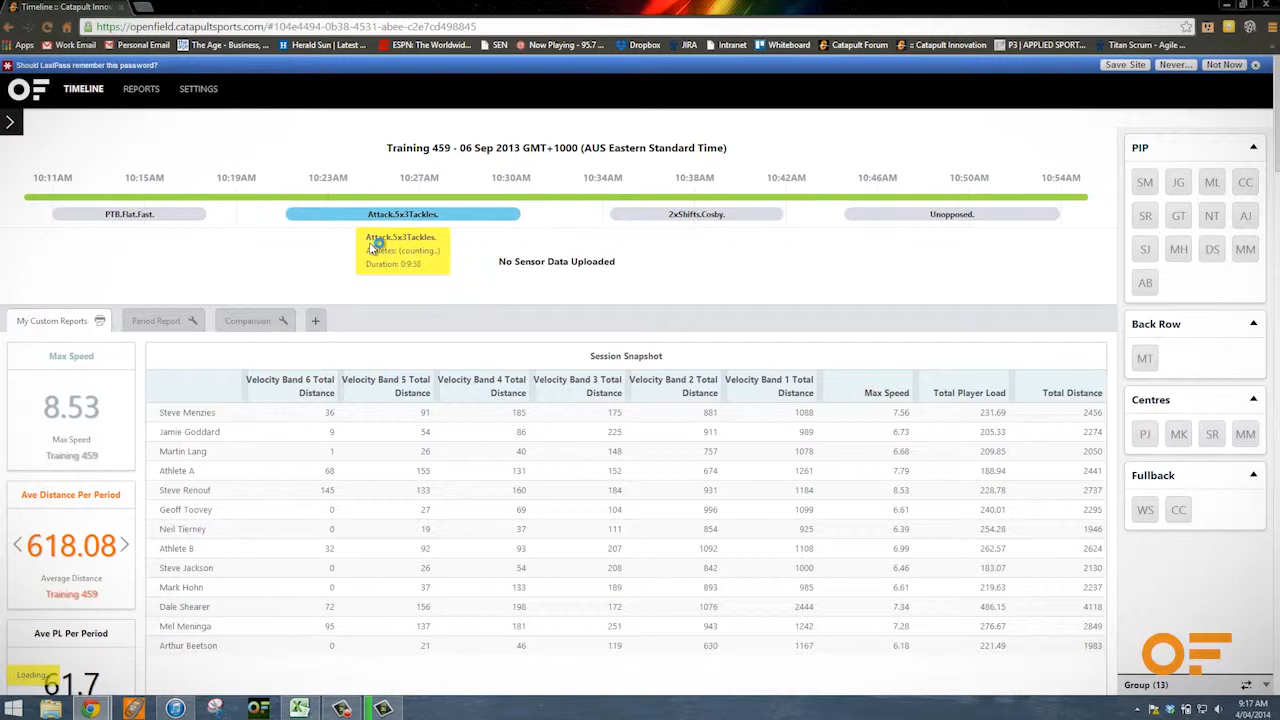 Timeline :: Catapult Innov
https://openfield.catapultsports.com/#104e4494-0b38-4531-abee-c2e7cd498845
Apps Work Email Personal Email The Age - Business, ... Herald Sun | Latest ... ESPN: The Worldwid... SEN Now Playing - 95.7 ... Dropbox JIRA Intranet Whiteboard Catapult Forum :: Catapult Innovation P3 | APPLIED SPORT... Titan Scrum - Agile ...
Should LastPass remember this password? Save Site Never... Not Now
OF TIMELINE REPORTS SETTINGS
Training 459 - 06 Sep 2013 GMT+1000 (AUS Eastern Standard Time)
10:11AM 10:15AM 10:19AM 10:23AM 10:27AM 10:30AM 10:34AM 10:38AM 10:42AM 10:46AM 10:50AM 10:54AM
PTB.Flat.Fast. Attack.5x3Tackles. 2xShifts.Cosby. Unopposed.
Attack.5x3Tackles.
(counting..)
Duration: 0:9:58
No Sensor Data Uploaded
My Custom Reports Period Report Comparison +
Max Speed
8.53
Max Speed
Training 459
Ave Distance Per Period
618.08
Average Distance
Training 459
Ave PL Per Period
61.7
Loading
Session Snapshot
Velocity Band 6 Total Distance Velocity Band 5 Total Distance Velocity Band 4 Total Distance Velocity Band 3 Total Distance Velocity Band 2 Total Distance Velocity Band 1 Total Distance Max Speed Total Player Load Total Distance
Steve Menzies 36 91 185 175 881 1088 7.56 231.69 2456
Jamie Goddard 9 54 86 225 911 989 6.73 205.33 2274
Martin Lang 1 26 40 148 757 1078 6.68 209.85 2050
Athlete A 68 155 131 152 674 1261 7.79 188.94 2441
Steve Renouf 145 133 160 184 931 1184 8.53 228.78 2737
Geoff Toovey 0 27 69 104 996 1099 6.61 240.01 2295
Neil Tierney 0 19 37 111 854 925 6.39 254.28 1946
Athlete B 32 92 93 207 1092 1108 6.99 262.57 2624
Steve Jackson 0 26 54 208 842 1000 6.46 183.07 2130
Mark Hohn 0 37 133 189 893 985 6.61 219.63 2237
Dale Shearer 72 156 198 172 1076 2444 7.34 486.15 4118
Mel Meninga 95 137 181 251 943 1242 7.28 276.67 2849
Arthur Beetson 0 21 46 119 630 1167 6.18 221.49 1983
PIP
SM JG ML CC
SR GT NT AJ
SJ MH DS MM
AB
Back Row
MT
Centres
PJ MK SR MM
Fullback
WS CC
OF
Group (13)
9:17 AM
4/04/2014